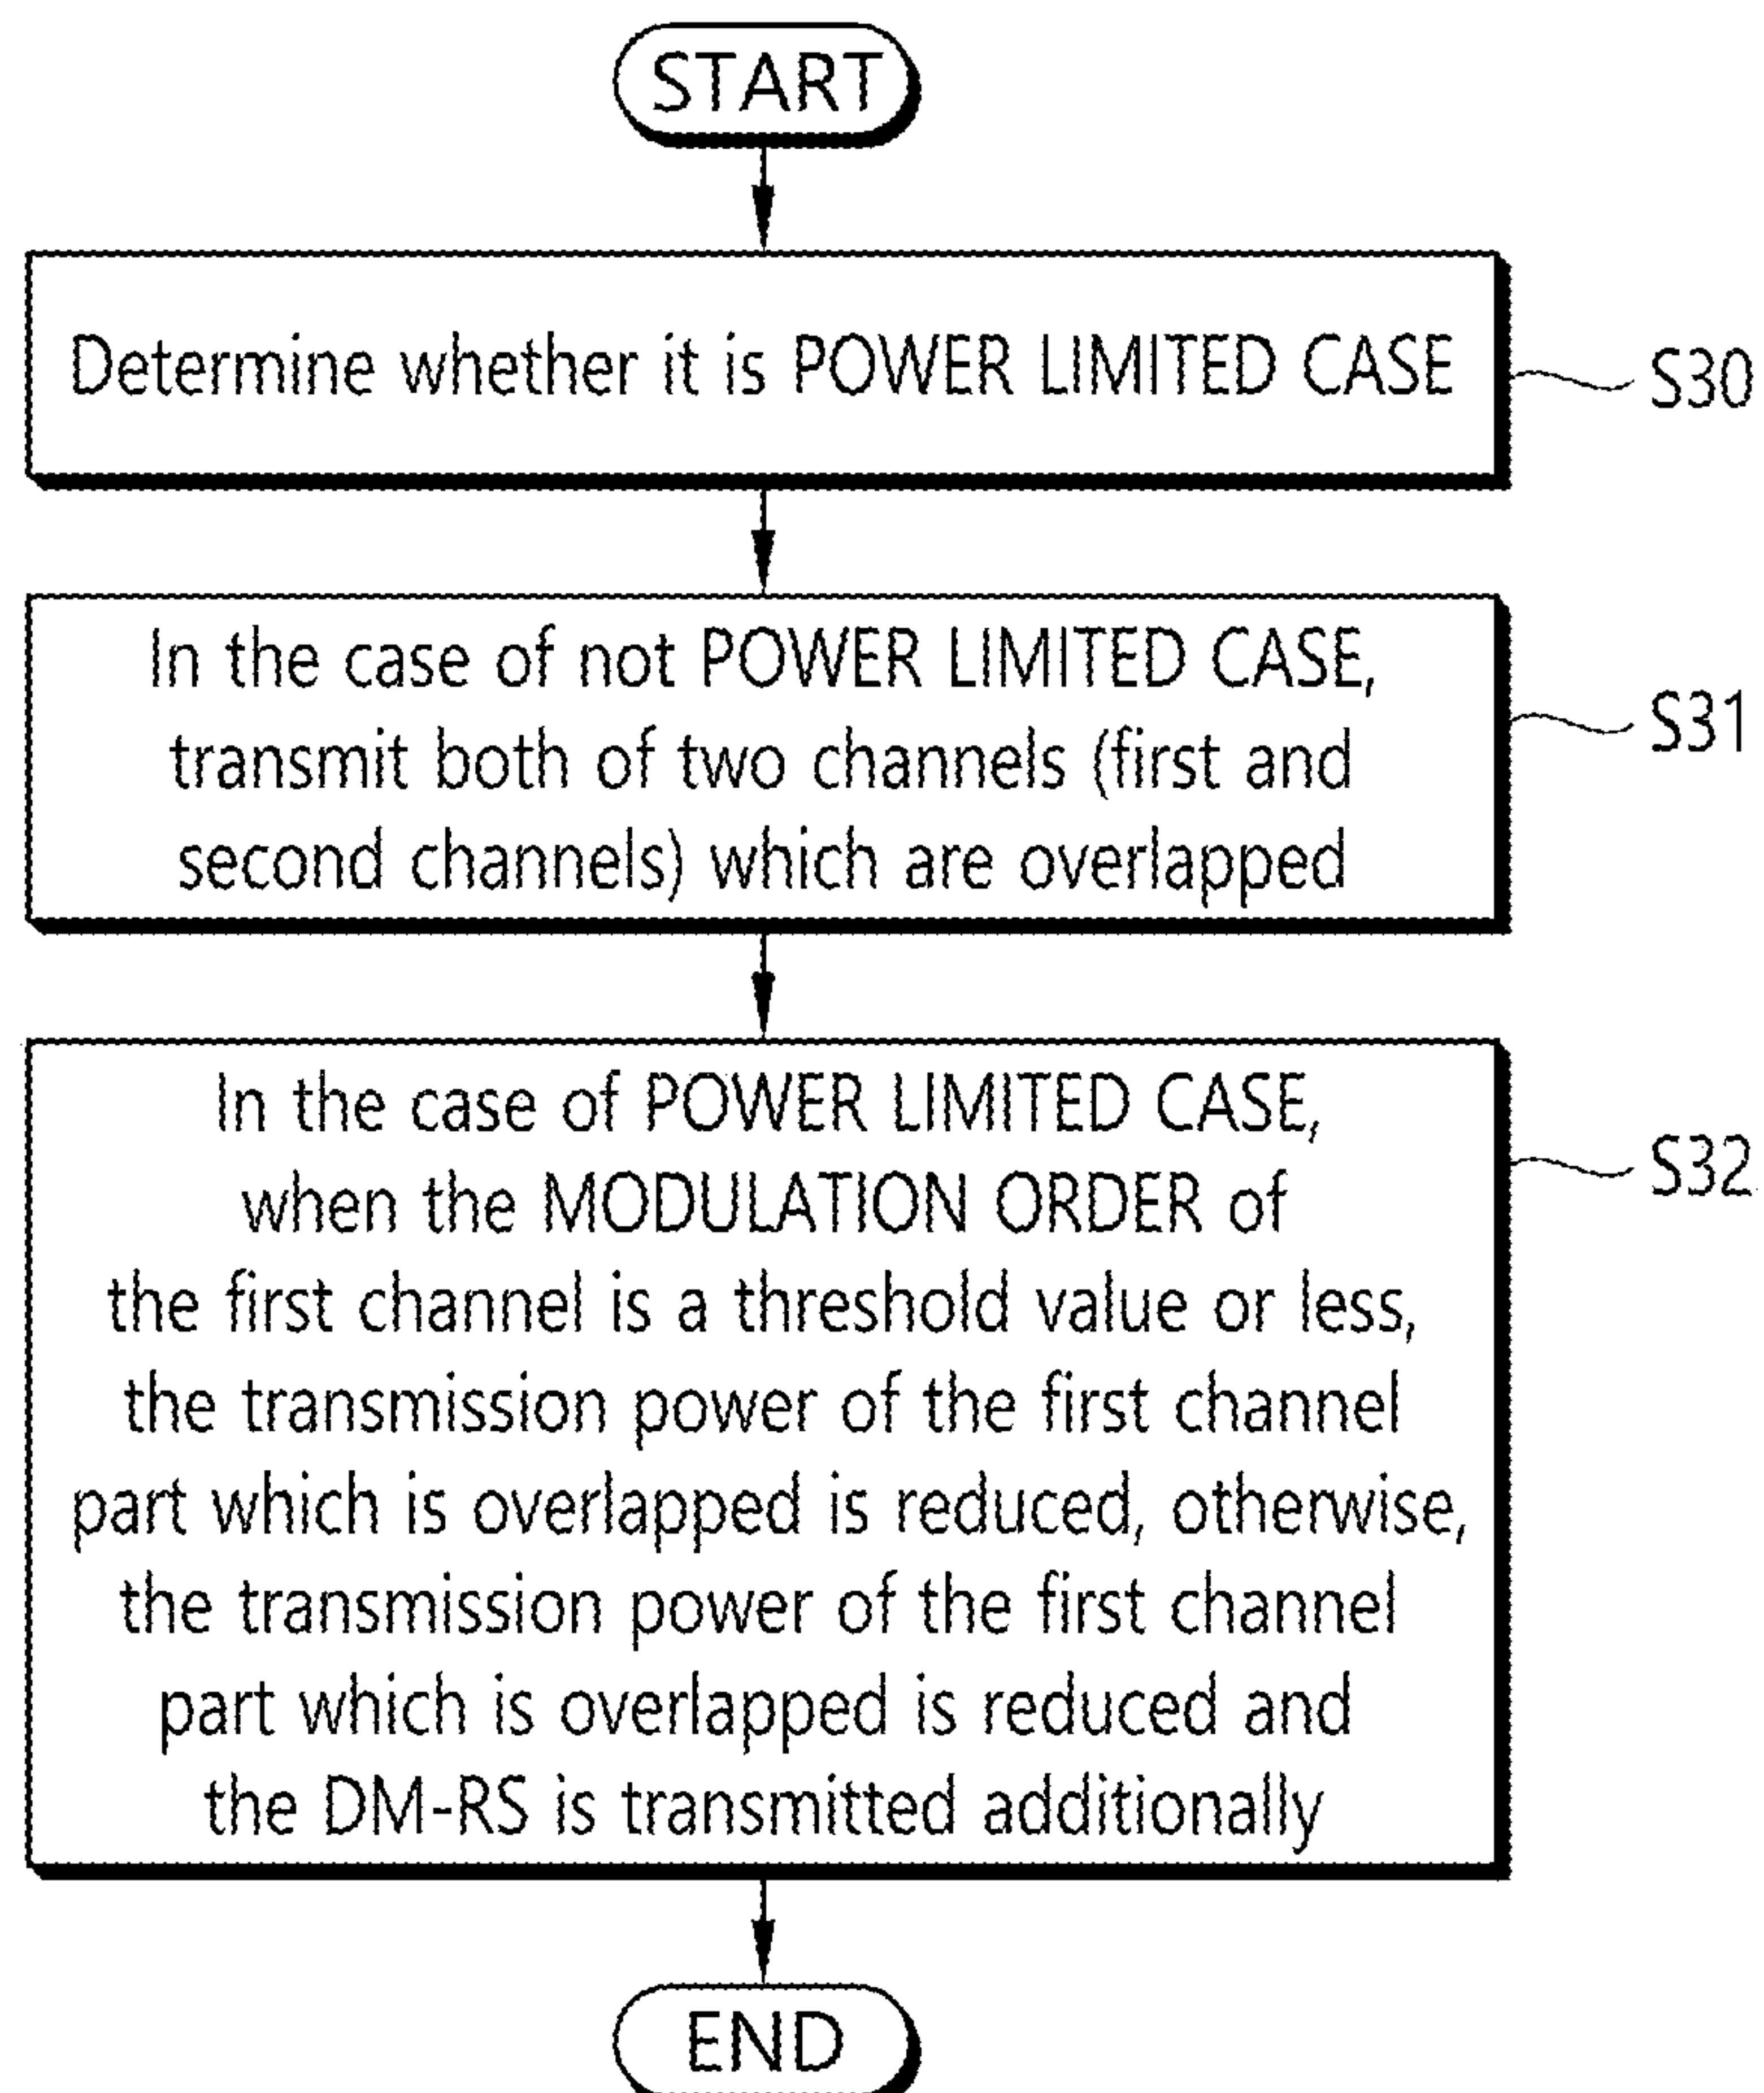 START
Determine whether it is POWER LIMITED CASE
S30
In the case of not POWER LIMITED CASE,
transmit both of two channels (first and
second channels) which are overlapped
S31
In the case of POWER LIMITED CASE,
when the MODULATION ORDER of
the first channel is a threshold value or less,
the transmission power of the first channel
part which is overlapped is reduced, otherwise,
the transmission power of the first channel
part which is overlapped is reduced and
the DM-RS is transmitted additionally
S32
END